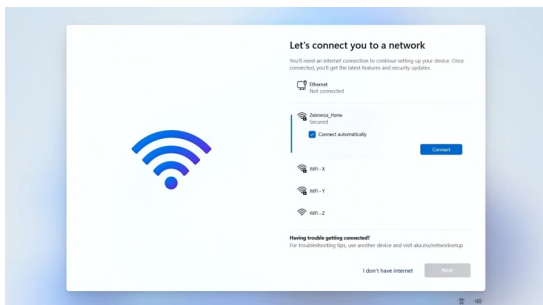 Let's connect you to a network
You'll need an internet connection to continue setting up your device. Once
connected, you'll get the latest features and security updates.
Ethernet
Not connected
Zeitronica_Home
Secured
Connect automatically
Connect
WiFi - X
WiFi - Y
WiFi - Z
Having trouble getting connected?
For troubleshooting tips, use another device and visit aka.ms/networksetup
I don't have internet
Next